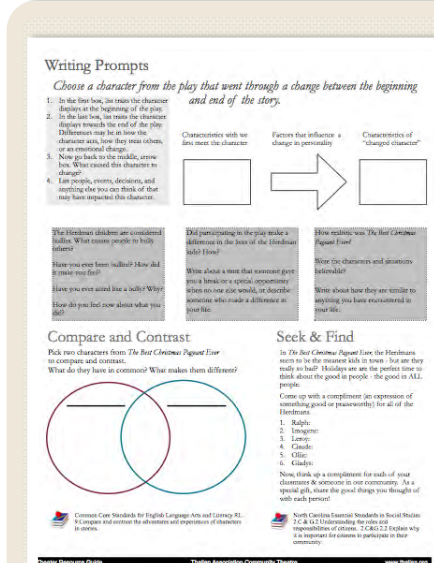 Writing Prompts
Choose a character from the play that went through a change between the beginning
and end of the story.
1. In the first box, list traits the character
displays at the beginning of the play.
2. In the last box, list traits the character
displays towards the end of the play.
Differences may be in how the
character acts, how they treat others,
or an emotional change.
3. Now go back to the middle, arrow
box. What caused this character to
change?
4. List people, events, decisions, and
anything else you can think of that
may have impacted this character.
Characteristics with we
first meet the character
Factors that influence a
change in personality
Characteristics of
"changed character"
The Herdman children are considered
bullies. What causes people to bully
others?
Have you ever been bullied? How did
it make you feel?
Have you ever acted like a bully? Why?
How do you feel now about what you
did?
Did participating in the play make a
difference in the lives of the Herdman
kids? How?
Write about a time that someone gave
you a break or a special opportunity
when no one else would, or describe
someone who made a difference in
your life.
How realistic was The Best Christmas
Pageant Ever?
Were the characters and situations
believable?
Write about how they are similar to
anything you have encountered in
your life.
Compare and Contrast
Pick two characters from The Best Christmas Pageant Ever
to compare and contrast.
What do they have in common? What makes them different?
Common Core Standards for English Language Arts and Literacy RL.
9 Compare and contrast the adventures and experiences of characters
in stories.
Seek & Find
In The Best Christmas Pageant Ever, the Herdmans
seem to be the meanest kids in town - but are they
really so bad? Holidays are are the perfect time to
think about the good in people - the good in ALL
people.
Come up with a compliment (an expression of
something good or praiseworthy) for all of the
Herdmans
1. Ralph:
2. Imogene:
3. Leroy:
4. Claude:
5. Ollie:
6. Gladys:
Now, think up a compliment for each of your
classmates & someone in our community. As a
special gift, share the good things you thought of
with each person!
North Carolina Essential Standards in Social Studies
2.C & G.2 Understanding the roles and
responsibilities of citizens. 2.C&G.2.2 Explain why
it is important for citizens to participate in their
community.
Theater Resource Guide
Thalian Association Community Theatre
www.thalian.org